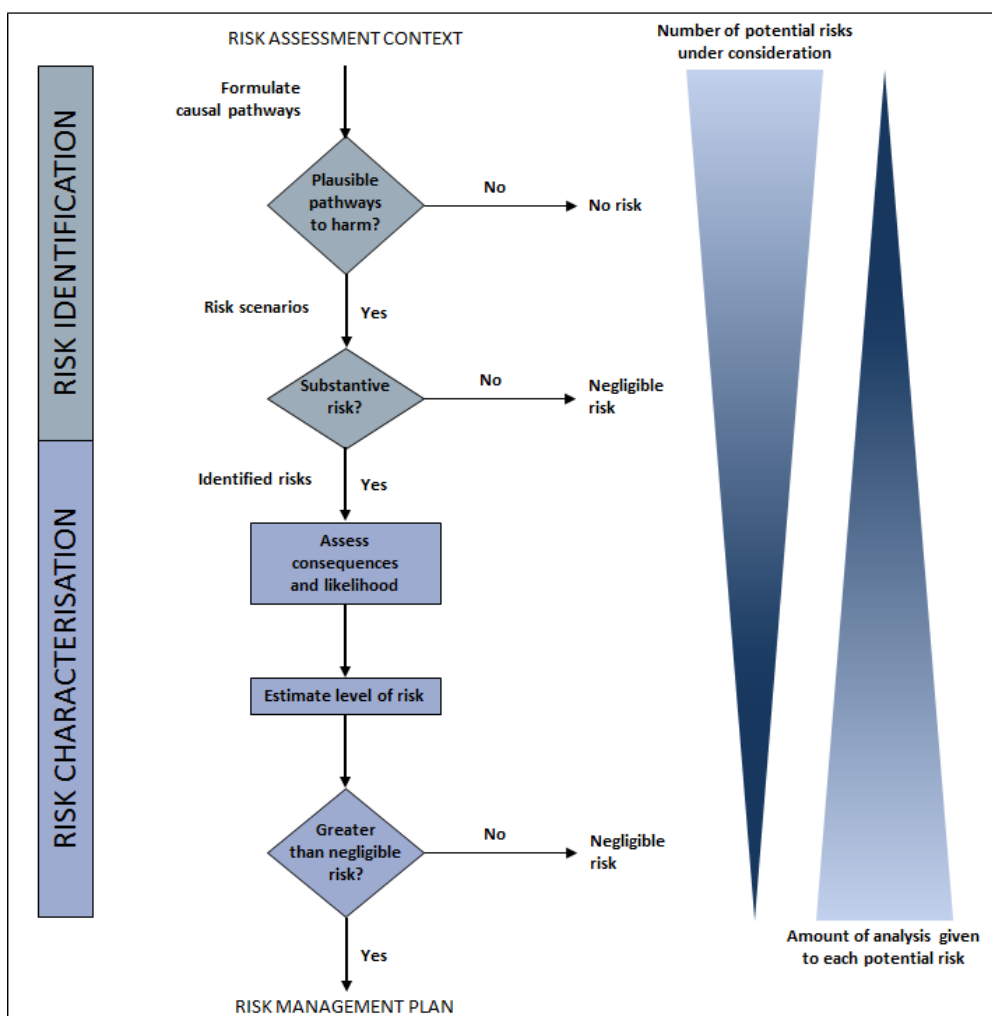 RISK ASSESSMENT CONTEXT
Number of potential risks
under consideration
RISK IDENTIFICATION
Formulate
causal pathways
Plausible
pathways
to harm?
No
No risk
Risk scenarios
Yes
Substantive
risk?
No
Negligible
risk
RISK CHARACTERISATION
Identified risks
Yes
Assess
consequences
and likelihood
Estimate level of risk
Greater
than negligible
risk?
No
Negligible
risk
Yes
RISK MANAGEMENT PLAN
Amount of analysis given
to each potential risk